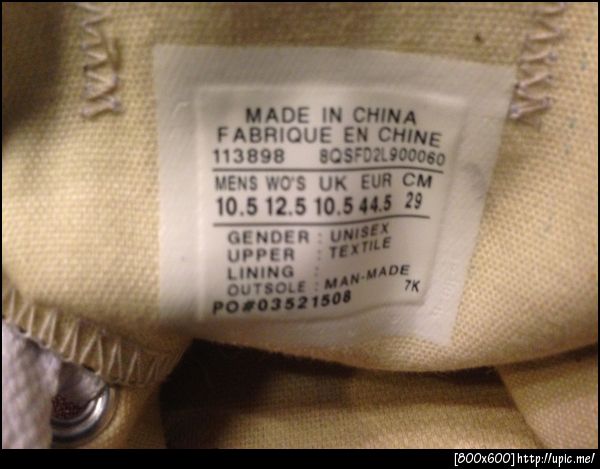 MADE IN CHINA
FABRIQUE EN CHINE
113898 8QSFD2L900060
MENS WO'S UK EUR CM
10.5 12.5 10.5 44.5 29
GENDER : UNISEX
UPPER : TEXTILE
LINING :
OUTSOLE : MAN-MADE
PO#03521508 7K
[800x600] http://upic.me/